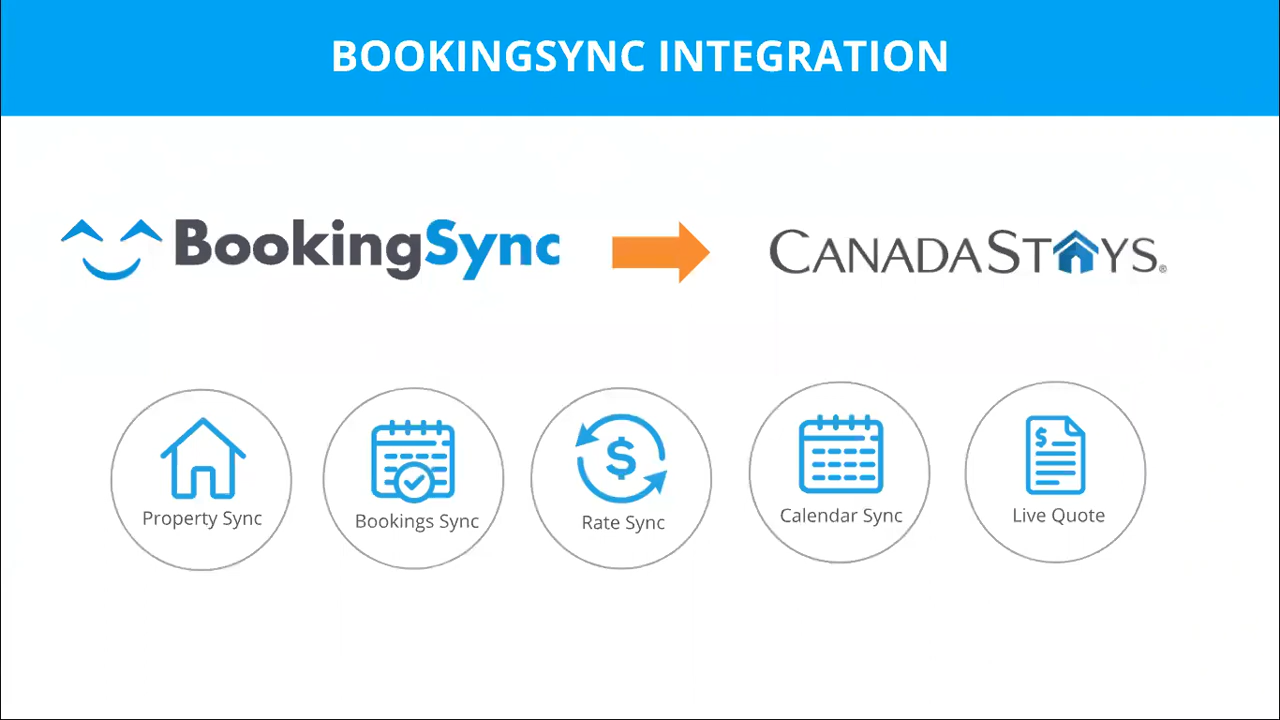 BOOKINGSYNC INTEGRATION
BookingSync
CANADASTAYS®
Property Sync
Bookings Sync
$
Rate Sync
Calendar Sync
$
Live Quote